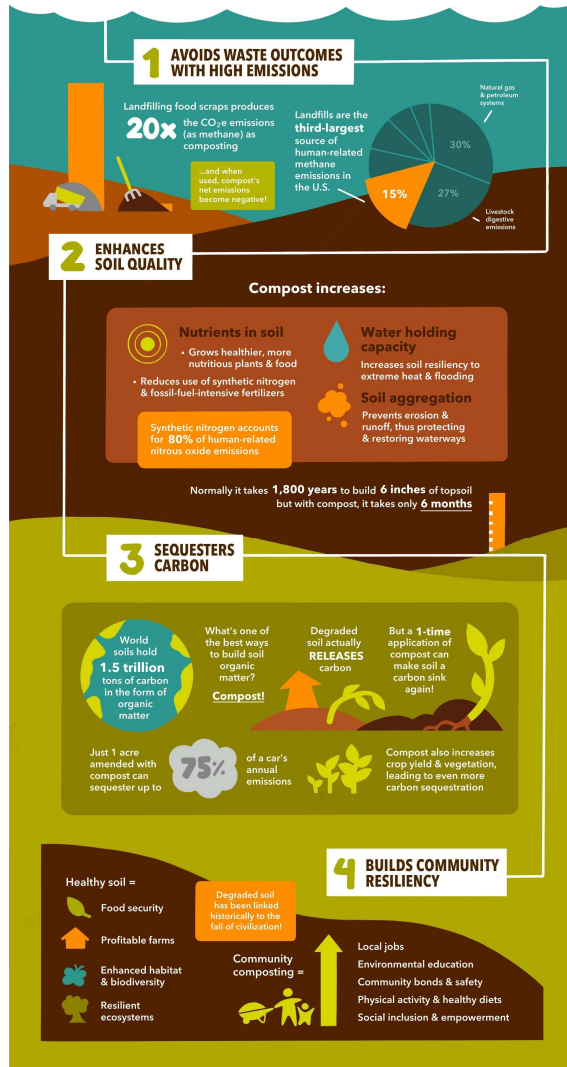 1 AVOIDS WASTE OUTCOMES
WITH HIGH EMISSIONS
Landfilling food scraps produces
20x the CO₂e emissions
(as methane) as
composting
...and when
used, compost's
net emissions
become negative!
Landfills are the
third-largest
source of
human-related
methane
emissions in
the U.S.
Natural gas
& petroleum
systems
30%
15%
27%
Livestock
digestive
emissions
2 ENHANCES
SOIL QUALITY
Compost increases:
Nutrients in soil
• Grows healthier, more
nutritious plants & food
• Reduces use of synthetic nitrogen
& fossil-fuel-intensive fertilizers
Synthetic nitrogen accounts
for 80% of human-related
nitrous oxide emissions
Water holding
capacity
Increases soil resiliency to
extreme heat & flooding
Soil aggregation
Prevents erosion &
runoff, thus protecting
& restoring waterways
Normally it takes 1,800 years to build 6 inches of topsoil
but with compost, it takes only 6 months
3 SEQUESTERS
CARBON
World
soils hold
1.5 trillion
tons of carbon
in the form of
organic
matter
What's one of
the best ways
to build soil
organic
matter?
Compost!
Degraded
soil actually
RELEASES
carbon
But a 1-time
application of
compost can
make soil a
carbon sink
again!
Just 1 acre
amended with
compost can
sequester up to
75%
of a car's
annual
emissions
Compost also increases
crop yield & vegetation,
leading to even more
carbon sequestration
4 BUILDS COMMUNITY
RESILIENCY
Healthy soil =
Food security
Profitable farms
Enhanced habitat
& biodiversity
Resilient
ecosystems
Degraded soil
has been linked
historically to the
fall of civilization!
Community
composting =
Local jobs
Environmental education
Community bonds & safety
Physical activity & healthy diets
Social inclusion & empowerment